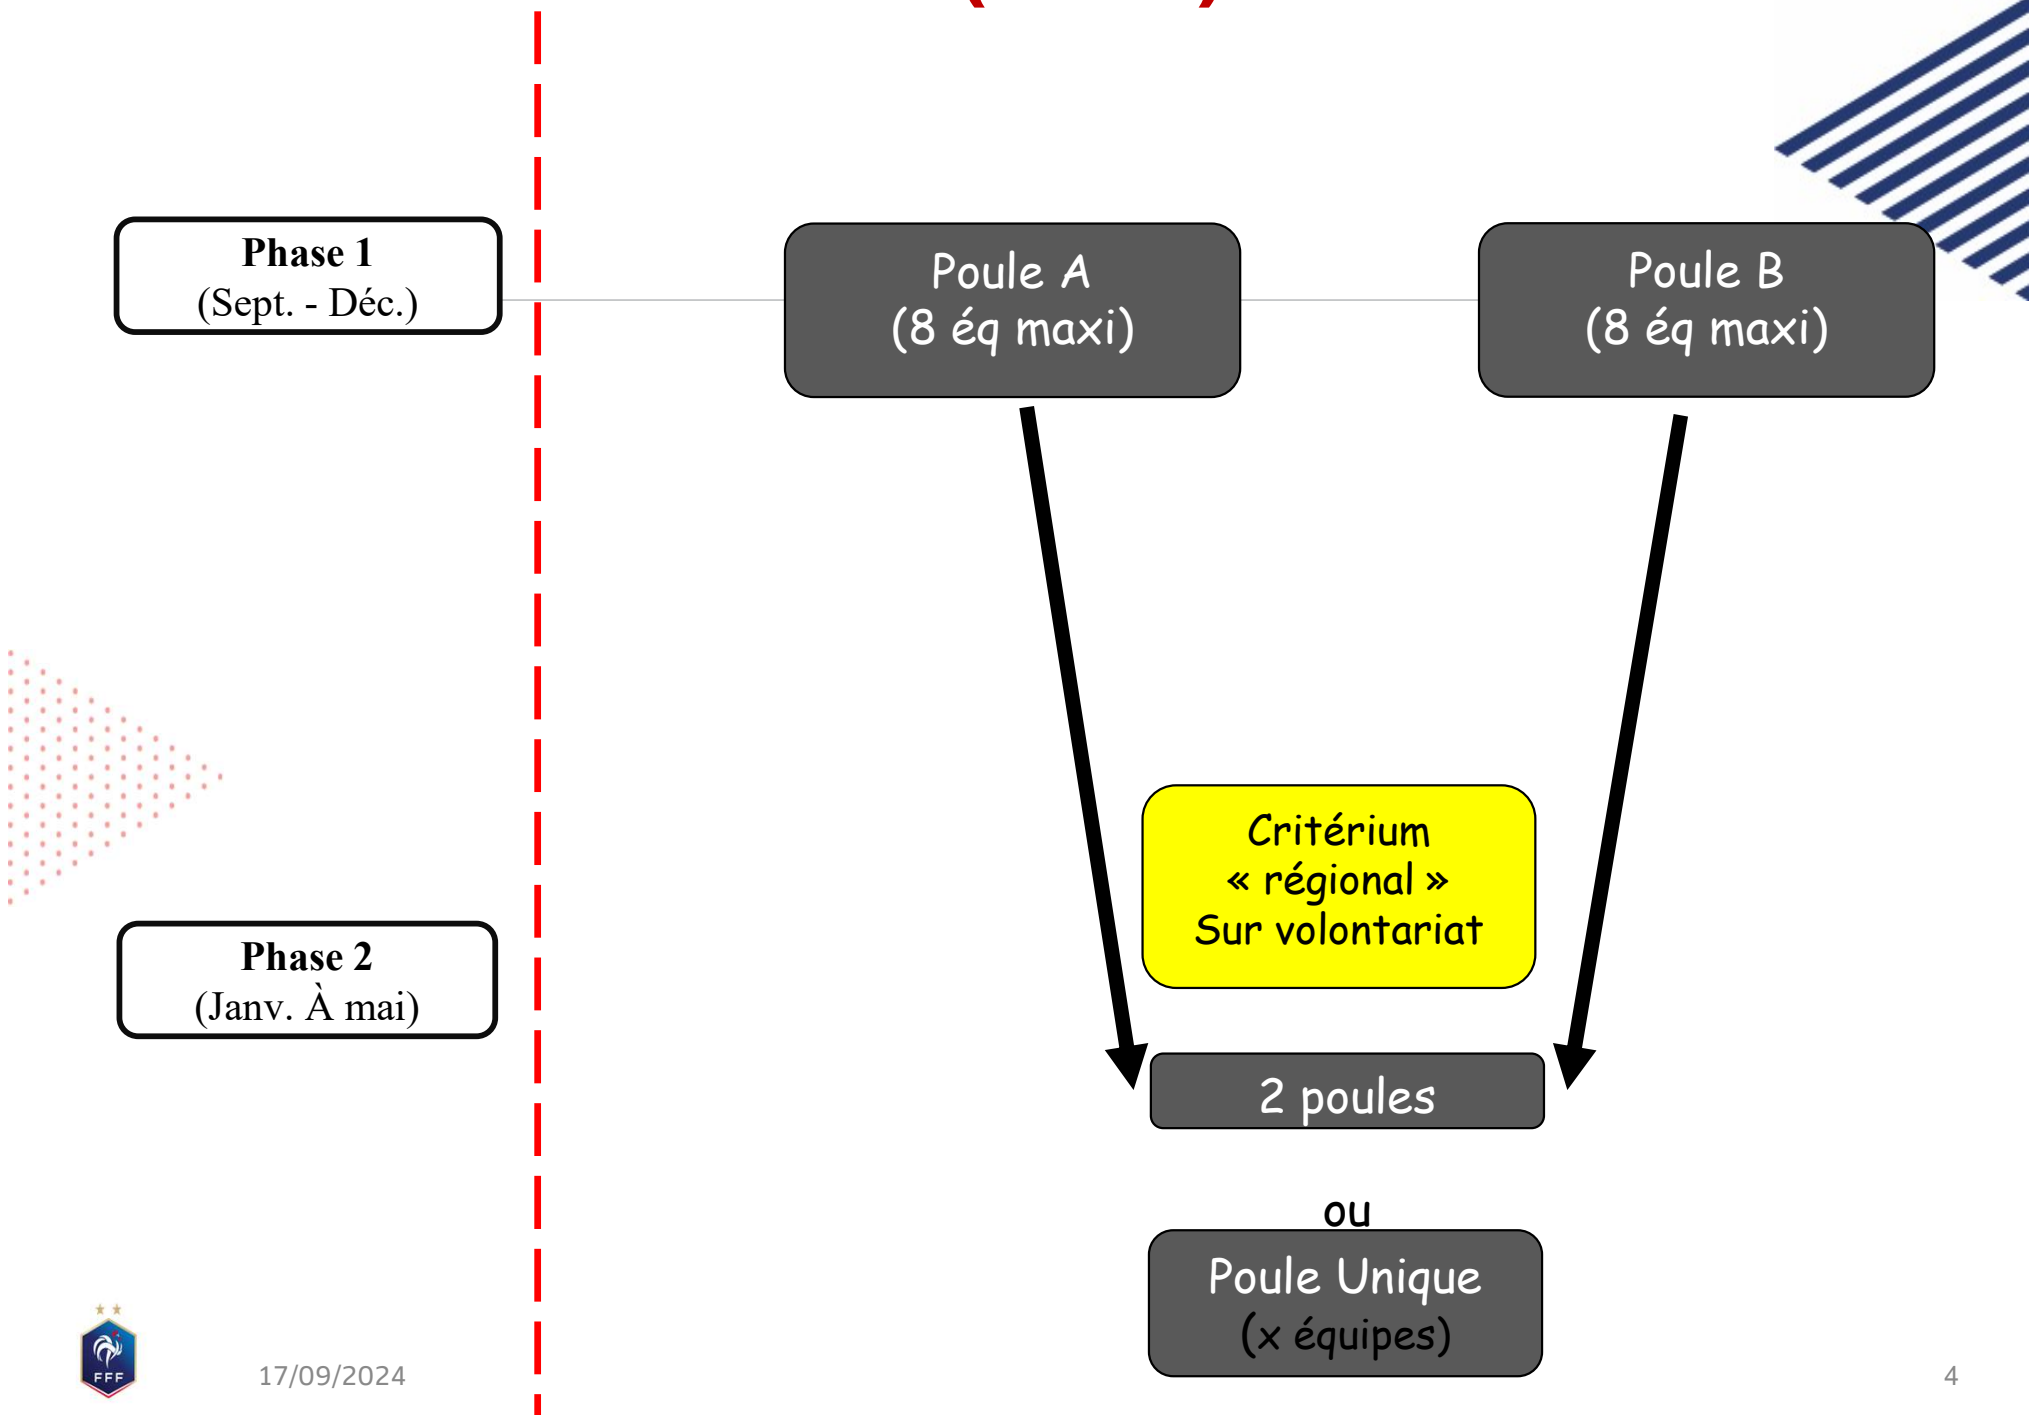 Phase 1
(Sept. - Déc.)
Poule A
(8 éq maxi)
Poule B
(8 éq maxi)
Critérium
« régional »
Sur volontariat
Phase 2
(Janv. À mai)
2 poules
ou
Poule Unique
(x équipes)
FFF
17/09/2024
4